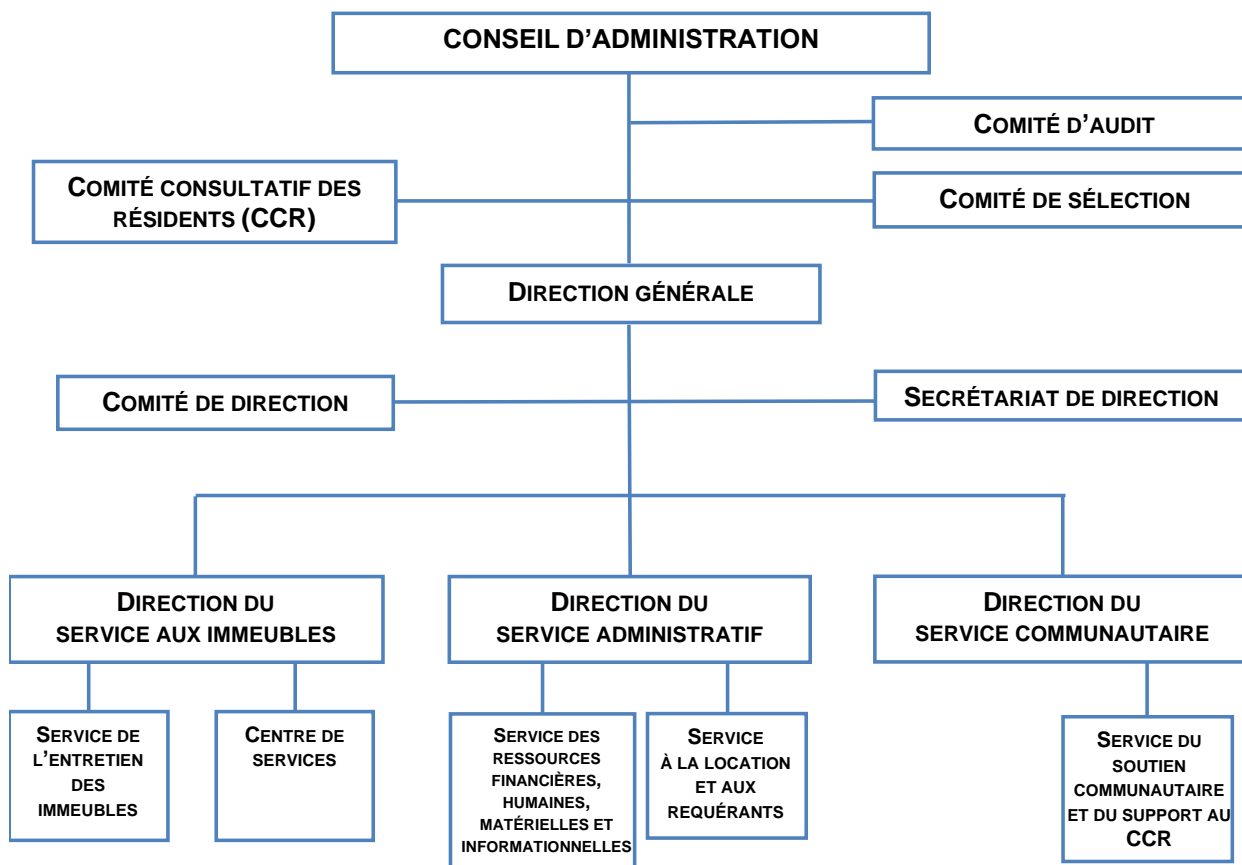 CONSEIL D'ADMINISTRATION
COMITÉ D'AUDIT
COMITÉ CONSULTATIF DES
RÉSIDENTS (CCR)
COMITÉ DE SÉLECTION
DIRECTION GÉNÉRALE
COMITÉ DE DIRECTION
SECRÉTARIAT DE DIRECTION
DIRECTION DU
SERVICE AUX IMMEUBLES
DIRECTION DU
SERVICE ADMINISTRATIF
DIRECTION DU
SERVICE COMMUNAUTAIRE
SERVICE DE
L'ENTRETIEN
DES
IMMEUBLES
CENTRE DE
SERVICES
SERVICE DES
RESSOURCES
FINANCIÈRES,
HUMAINES,
MATÉRIELLES ET
INFORMATIONNELLES
SERVICE
À LA LOCATION
ET AUX
REQUÉRANTS
SERVICE DU
SOUTIEN
COMMUNAUTAIRE
ET DU SUPPORT AU
CCR